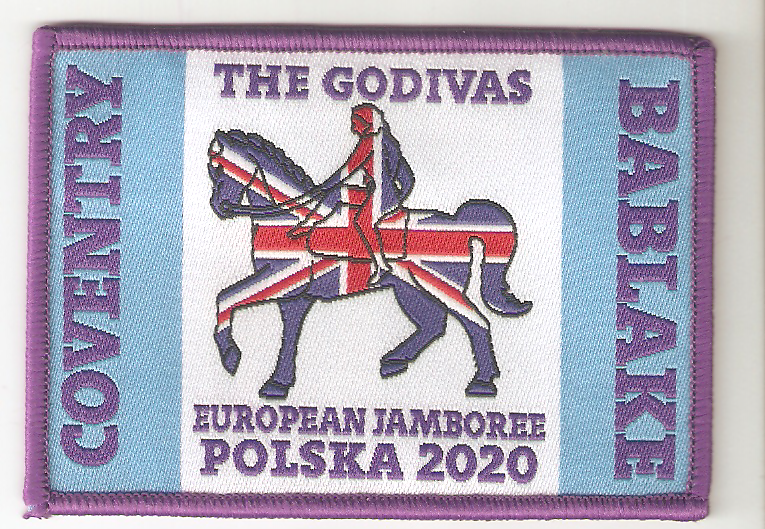 THE GODIVAS
COVENTRY
BABLAKE
EUROPEAN JAMBOREE
POLSKA 2020